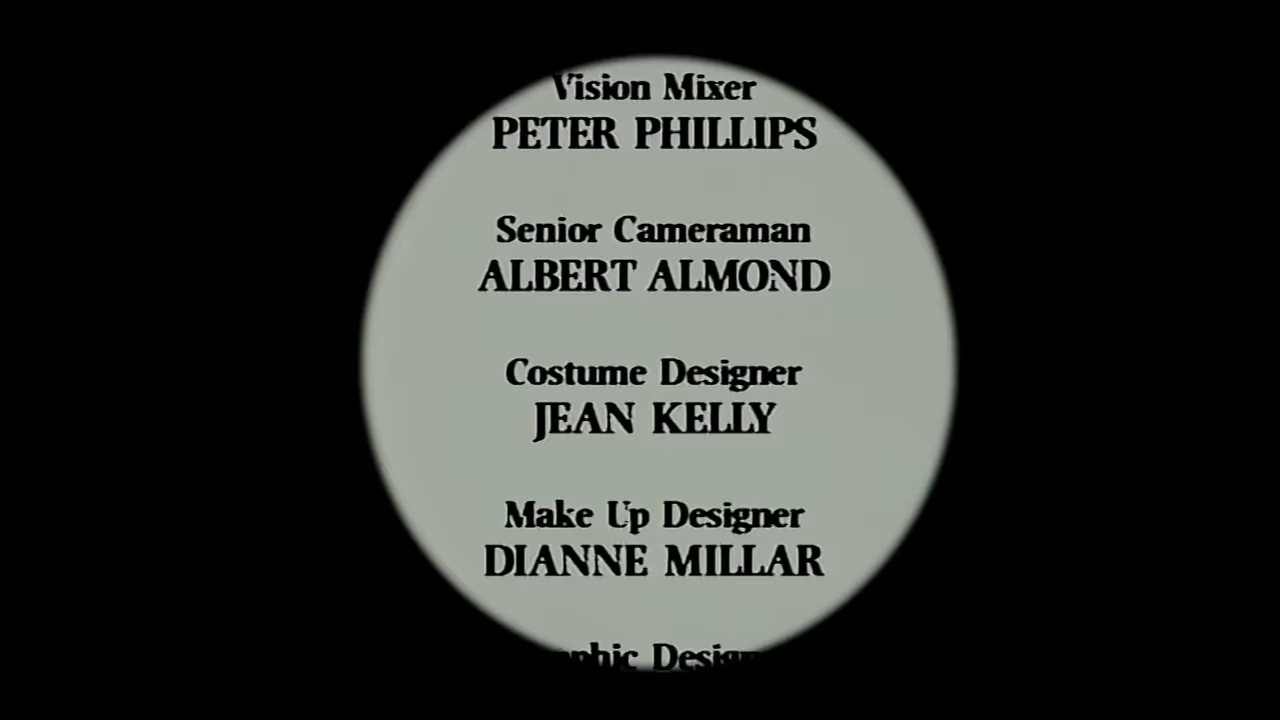 Vision Mixer
PETER PHILLIPS
Senior Cameraman
ALBERT ALMOND
Costume Designer
JEAN KELLY
Make Up Designer
DIANNE MILLAR